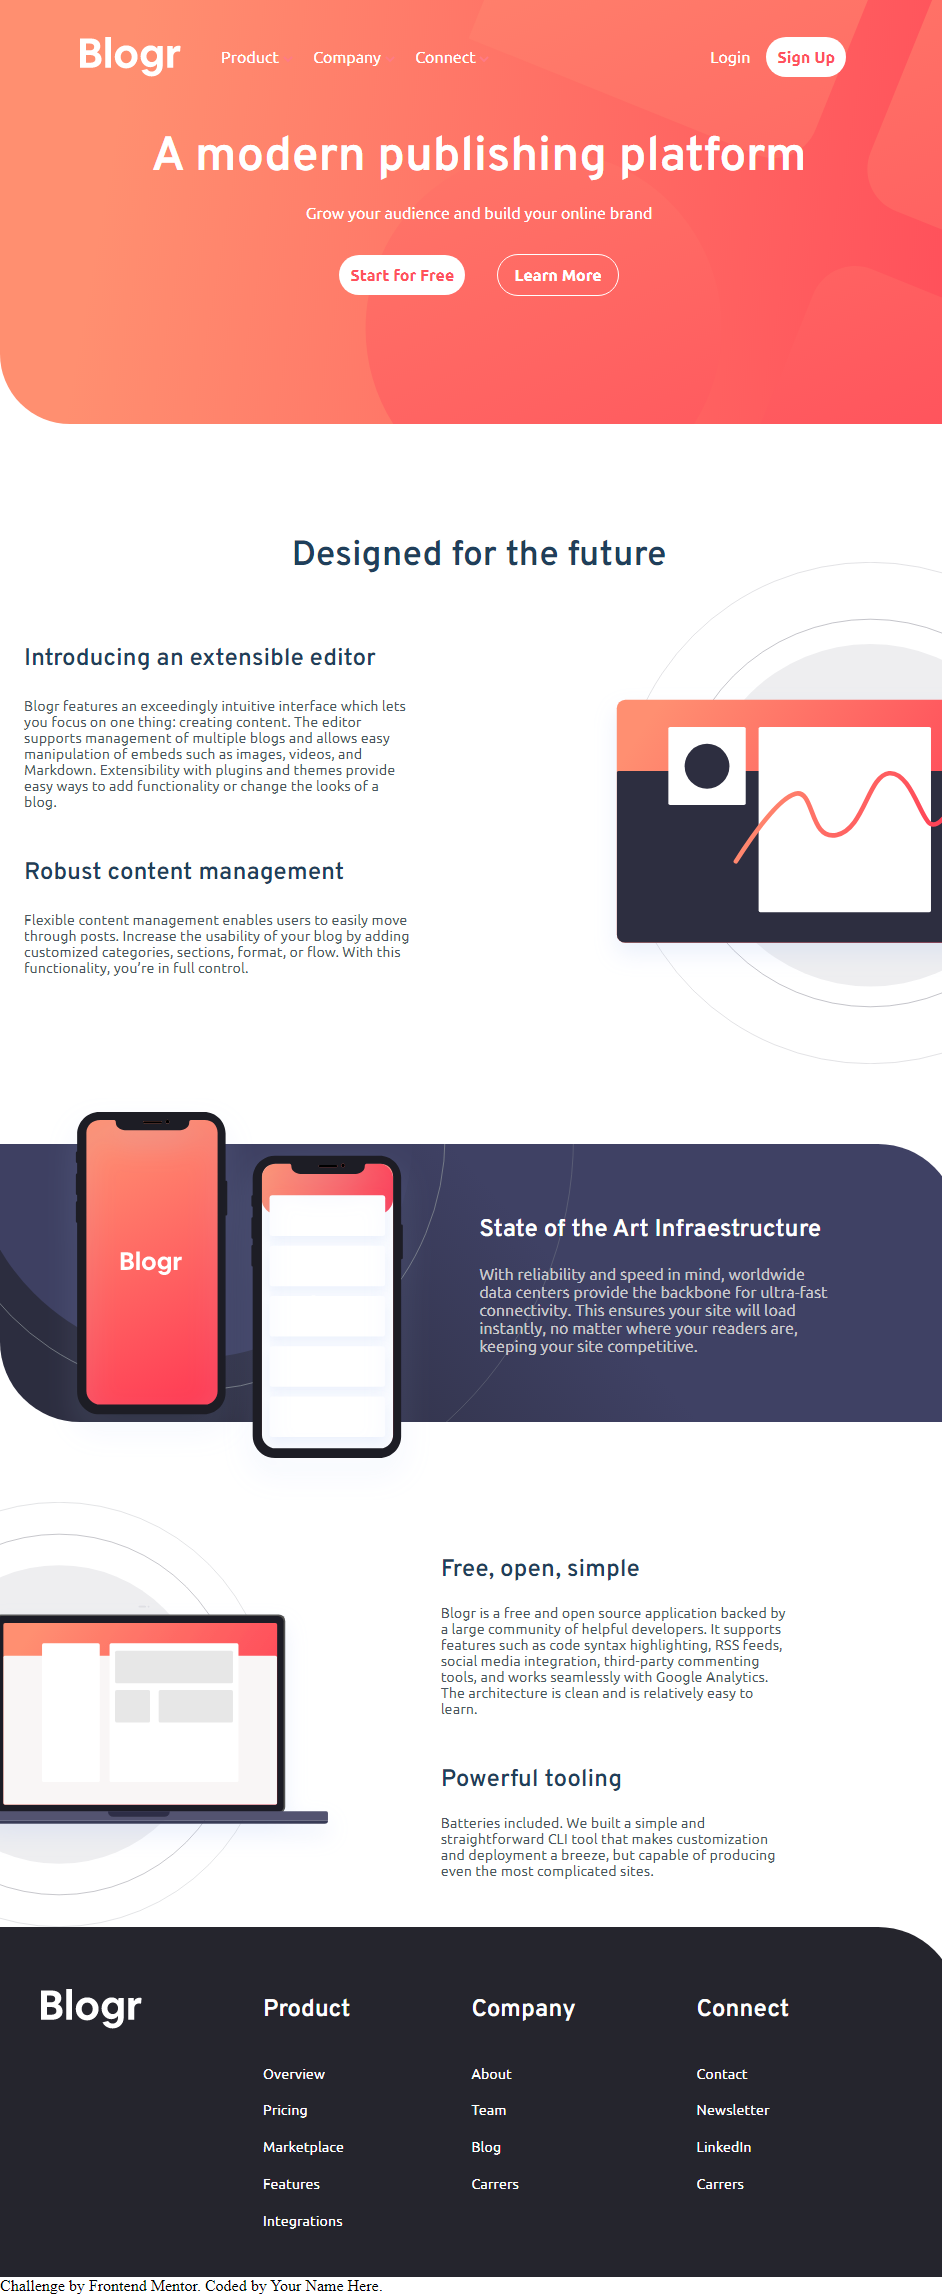 Blogr Product Company Connect Login Sign Up
A modern publishing platform
Grow your audience and build your online brand
Start for Free Learn More
Designed for the future
Introducing an extensible editor
Blogr features an exceedingly intuitive interface which lets
you focus on one thing: creating content. The editor
supports management of multiple blogs and allows easy
manipulation of embeds such as images, videos, and
Markdown. Extensibility with plugins and themes provide
easy ways to add functionality or change the looks of a
blog.
Robust content management
Flexible content management enables users to easily move
through posts. Increase the usability of your blog by adding
customized categories, sections, format, or flow. With this
functionality, you’re in full control.
Blogr
State of the Art Infraestructure
With reliability and speed in mind, worldwide
data centers provide the backbone for ultra-fast
connectivity. This ensures your site will load
instantly, no matter where your readers are,
keeping your site competitive.
Free, open, simple
Blogr is a free and open source application backed by
a large community of helpful developers. It supports
features such as code syntax highlighting, RSS feeds,
social media integration, third-party commenting
tools, and works seamlessly with Google Analytics.
The architecture is clean and is relatively easy to
learn.
Powerful tooling
Batteries included. We built a simple and
straightforward CLI tool that makes customization
and deployment a breeze, but capable of producing
even the most complicated sites.
Blogr
Product
Overview
Pricing
Marketplace
Features
Integrations
Company
About
Team
Blog
Carrers
Connect
Contact
Newsletter
LinkedIn
Carrers
Challenge by Frontend Mentor. Coded by Your Name Here.